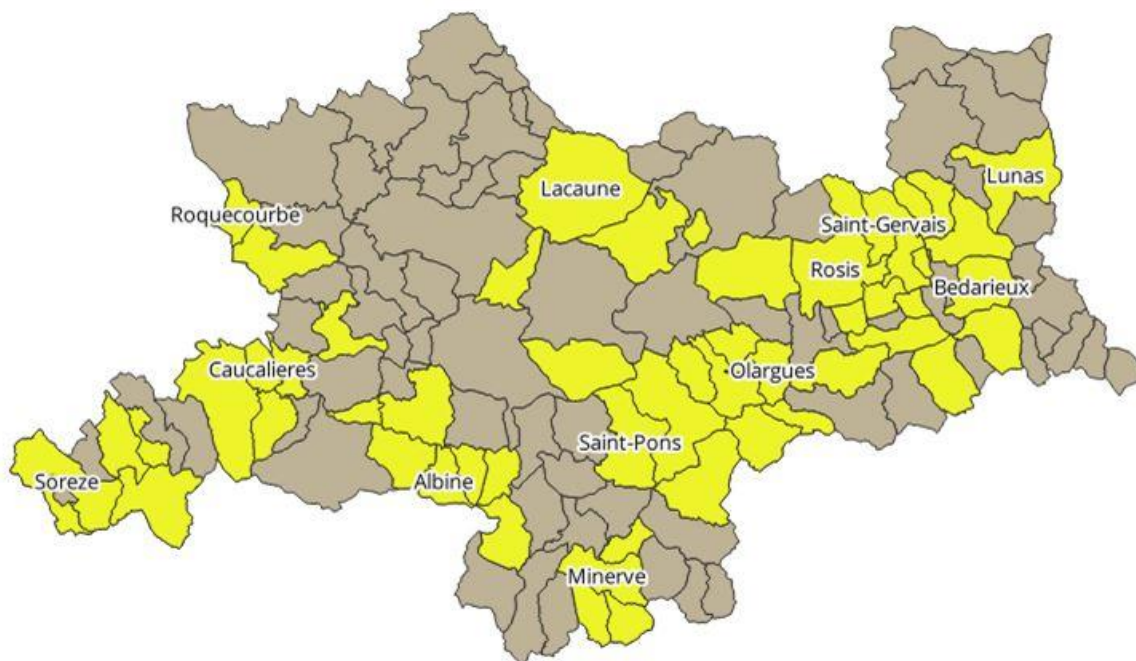 Lunas
Lacaune
Roquecourbe
Saint-Gervais
Rosis
Bedarieux
Caucalieres
Olargues
Saint-Pons
Soreze
Albine
Minerve